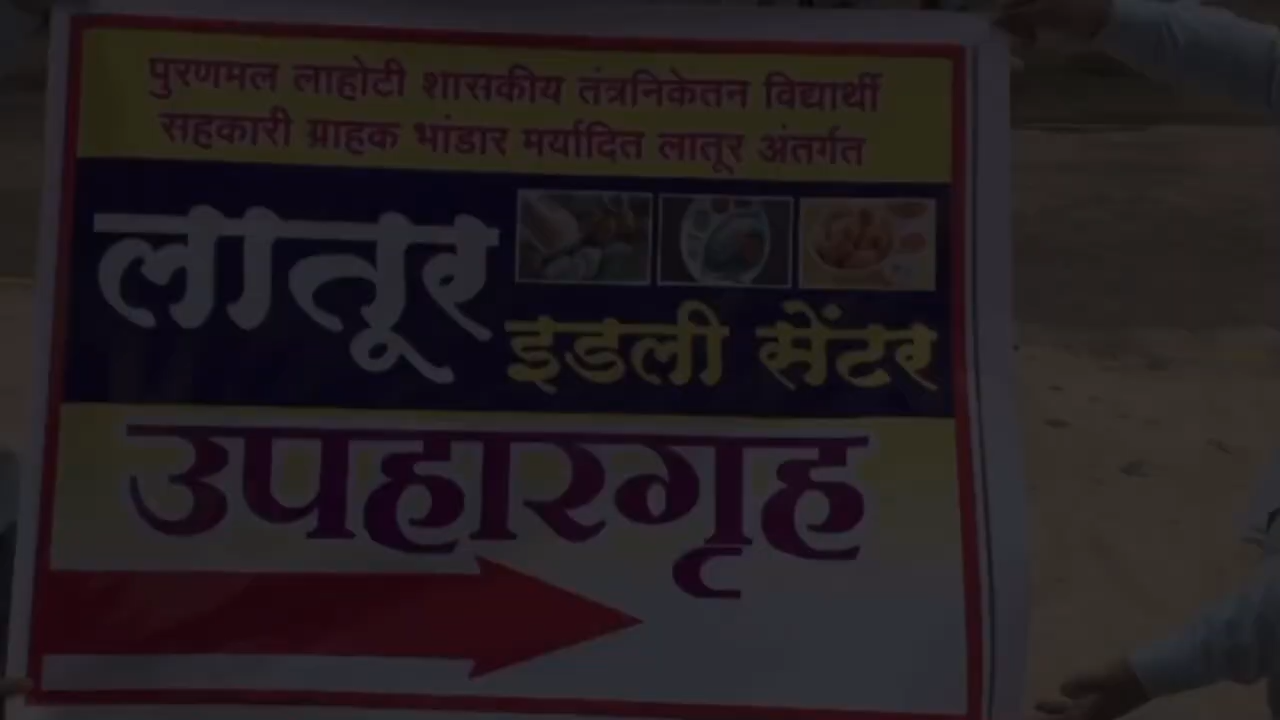 पुरणमल लाहोटी शासकीय तंत्रनिकेतन विद्यार्थी
सहकारी ग्राहक भांडार मर्यादित लातूर अंतर्गत
लातूर
इडली सेंटर
उपहारगृह